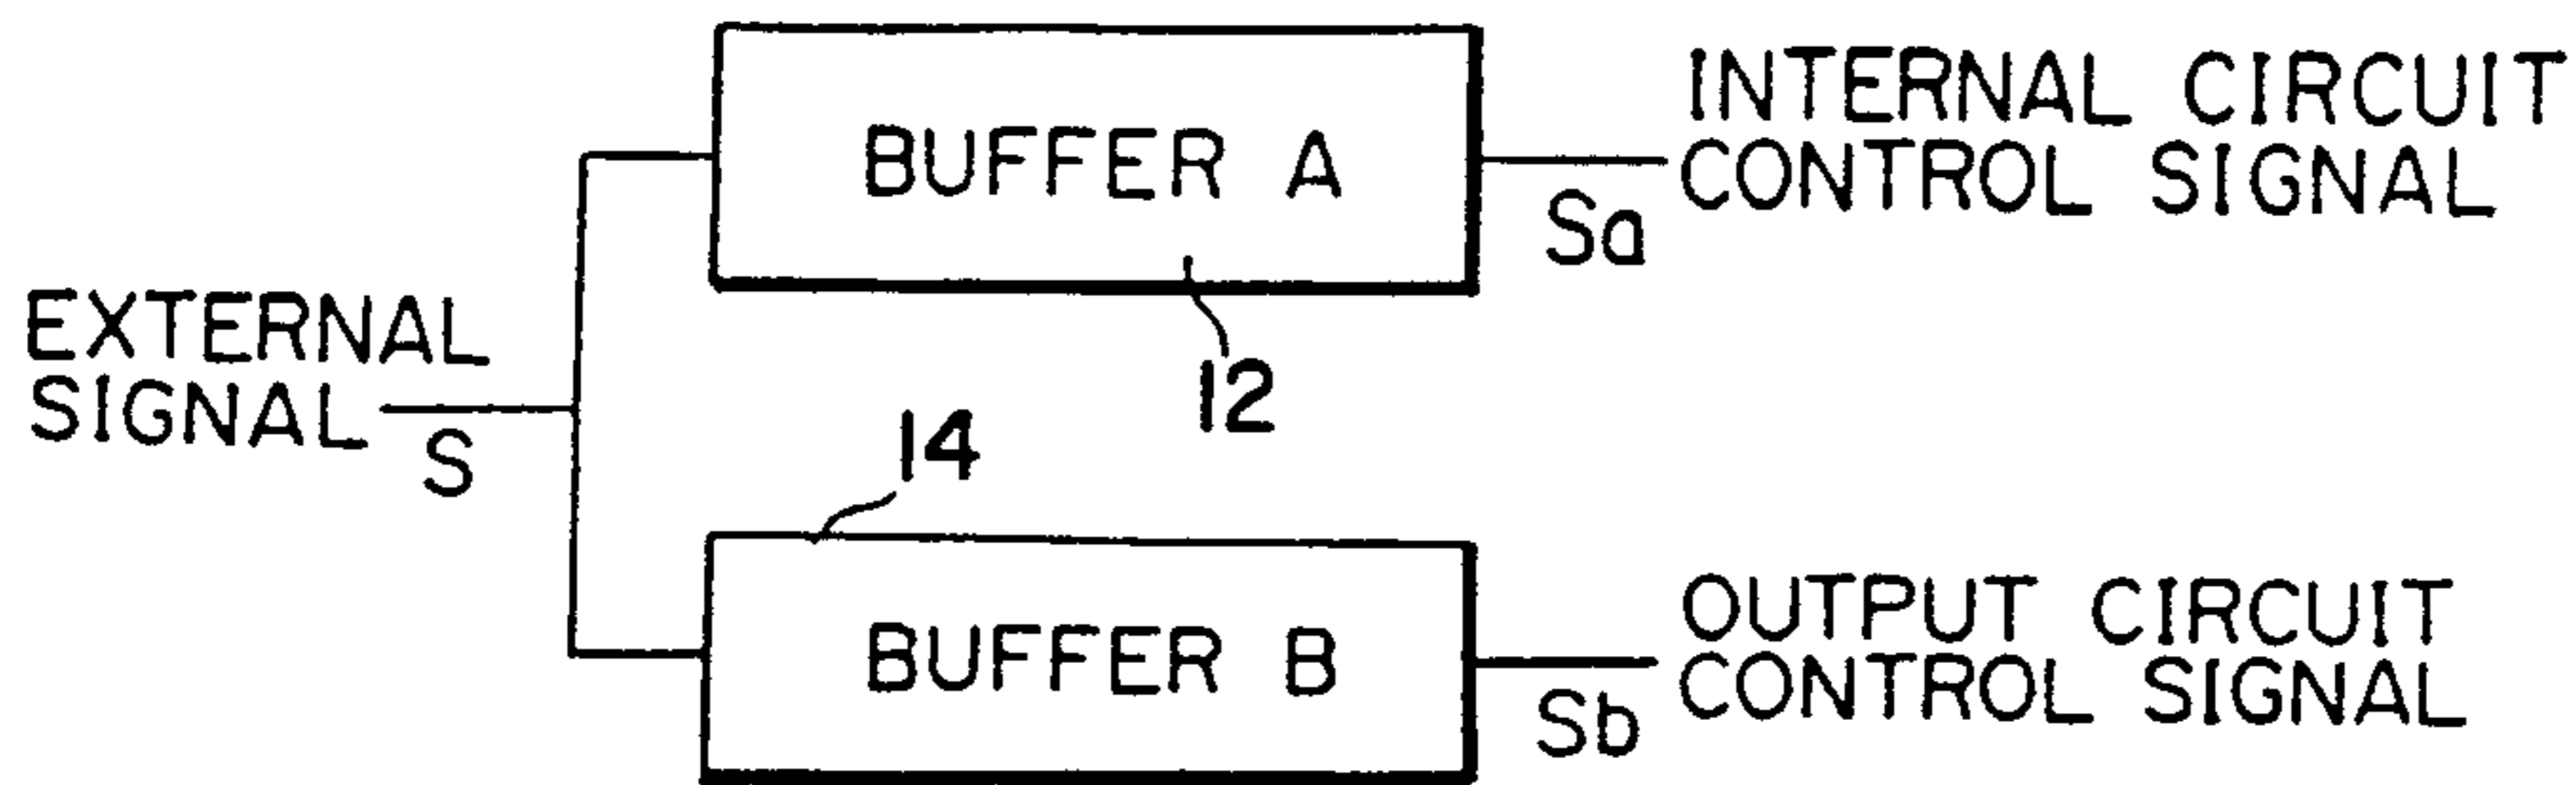 EXTERNAL
SIGNAL
S
BUFFER A
12
Sa
INTERNAL CIRCUIT
CONTROL SIGNAL
14
BUFFER B
Sb
OUTPUT CIRCUIT
CONTROL SIGNAL